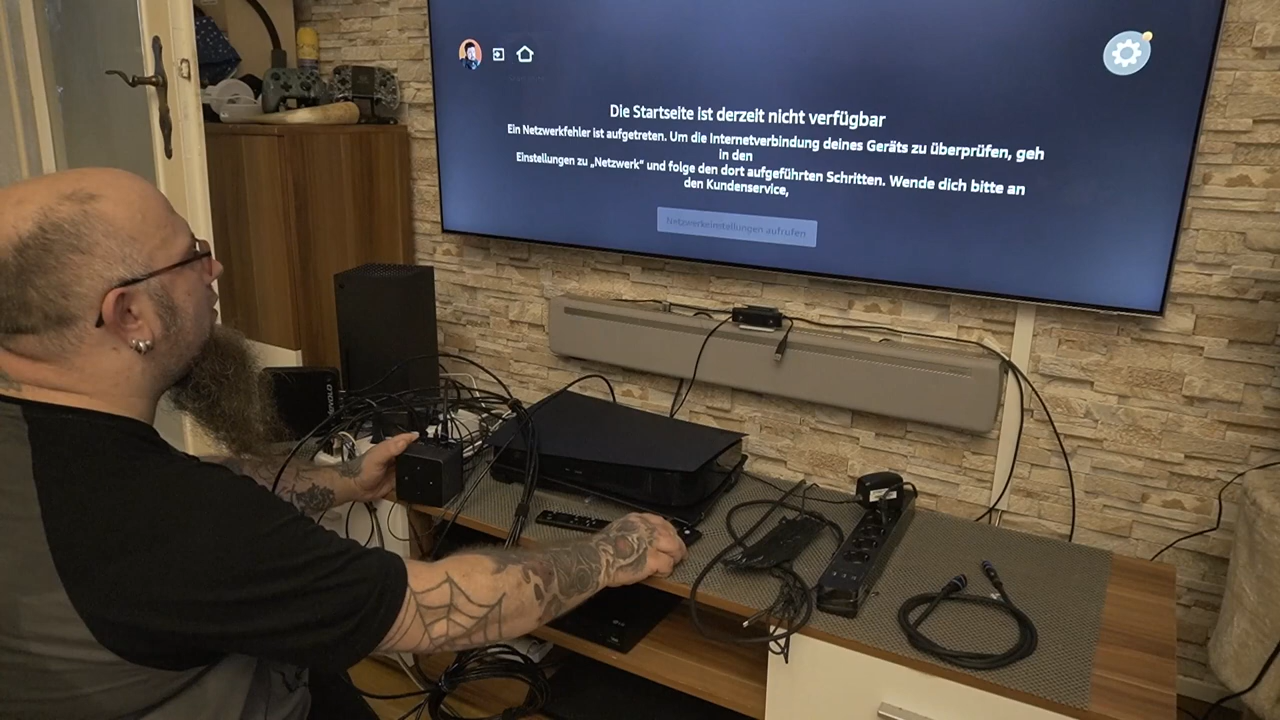 Die Startseite ist derzeit nicht verfügbar
Ein Netzwerkfehler ist aufgetreten. Um die Internetverbindung deines Geräts zu überprüfen, geh
in den
Einstellungen zu „Netzwerk“ und folge den dort aufgeführten Schritten. Wende dich bitte an
den Kundenservice,
Netzwerkeinstellungen aufrufen
devolo